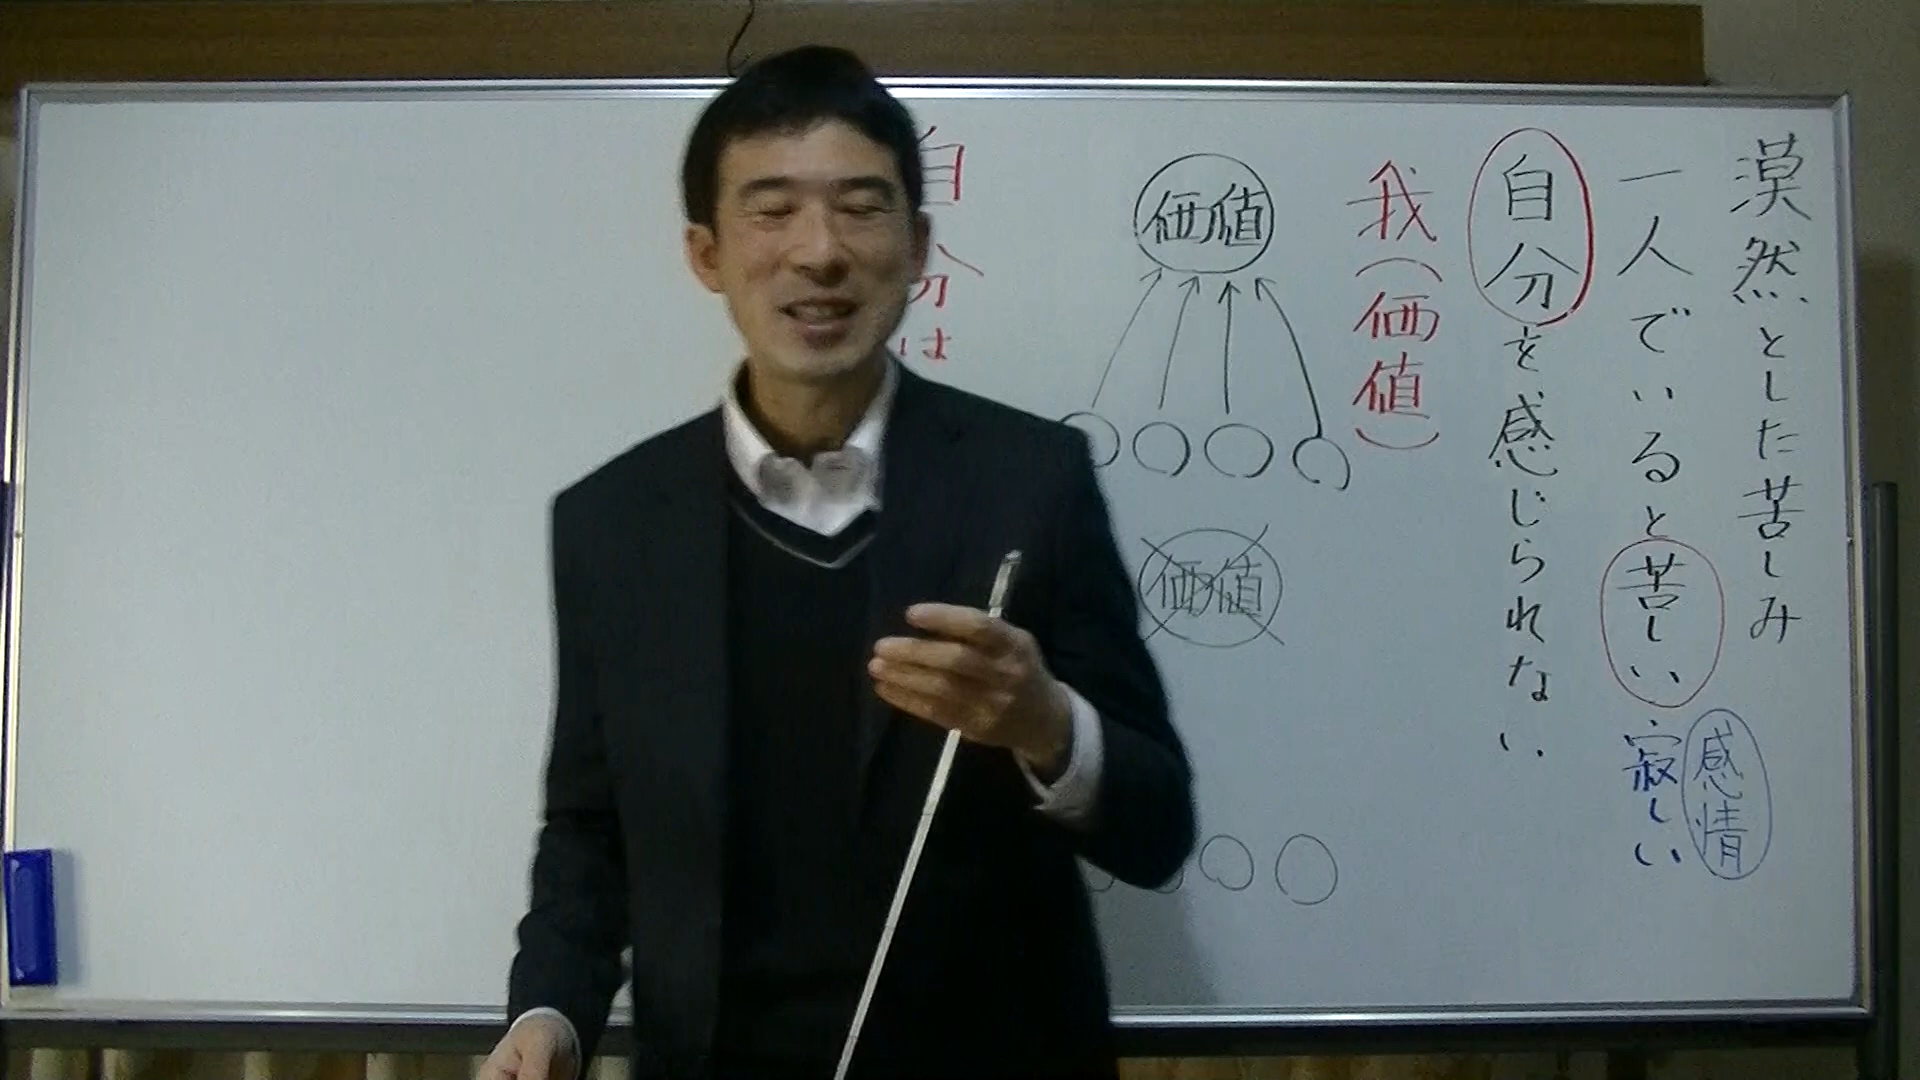 漠然とした苦しみ
一人でいると苦しい、寂しい
感情
自分を感じられない
我(価値)
価値
価値
自分は